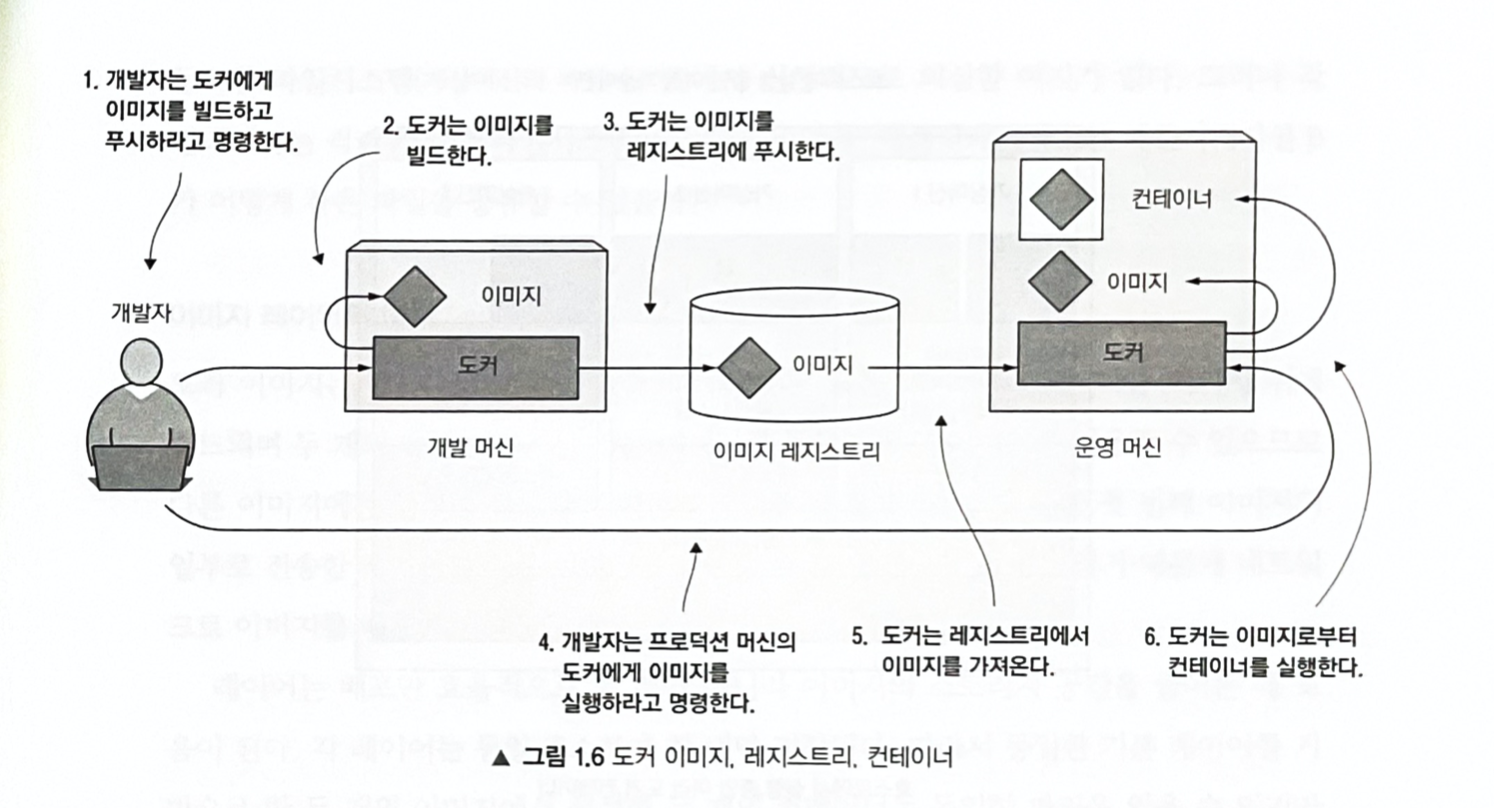 1. 개발자는 도커에게
이미지를 빌드하고
푸시하라고 명령한다.
2. 도커는 이미지를
빌드한다.
3. 도커는 이미지를
레지스트리에 푸시한다.
컨테이너
이미지
개발자
이미지
도커
이미지
도커
개발 머신
이미지 레지스트리
운영 머신
4. 개발자는 프로덕션 머신의
도커에게 이미지를
실행하라고 명령한다.
5. 도커는 레지스트리에서
이미지를 가져온다.
6. 도커는 이미지로부터
컨테이너를 실행한다.
▲ 그림 1.6 도커 이미지, 레지스트리, 컨테이너